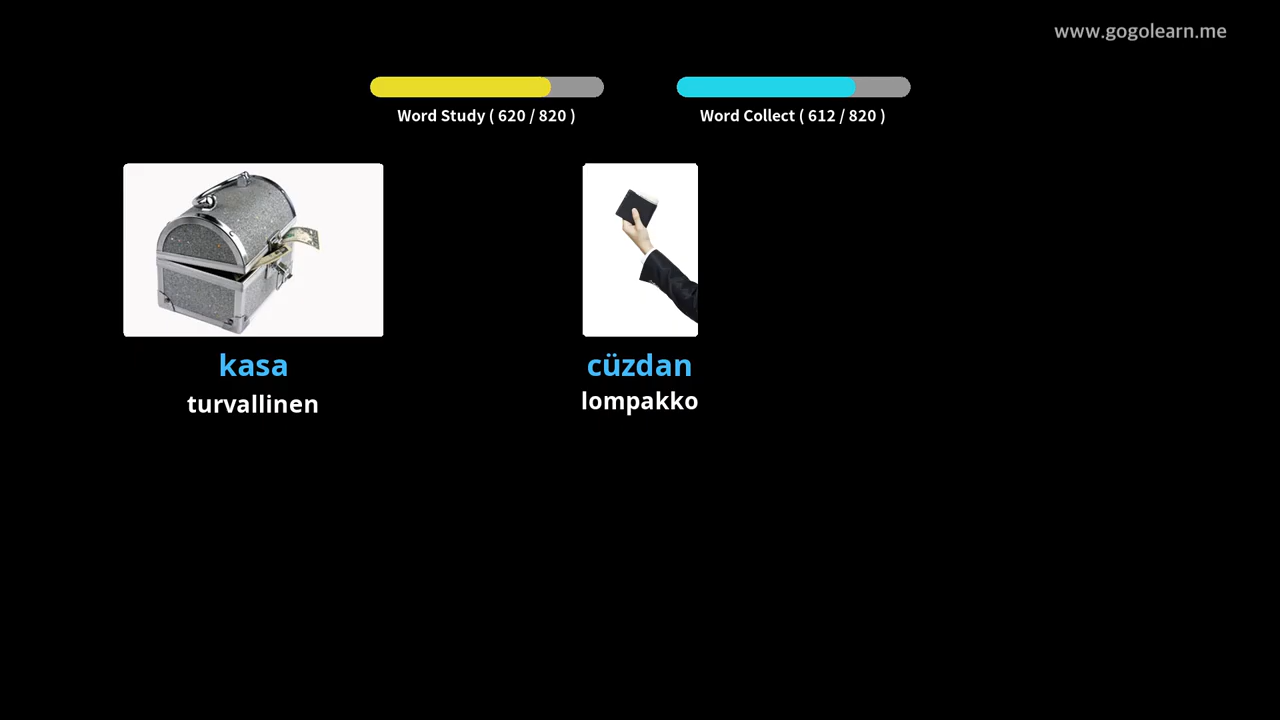 www.gogolearn.me
Word Study ( 620 / 820 )
Word Collect ( 612 / 820 )
kasa
turvallinen
cüzdan
lompakko